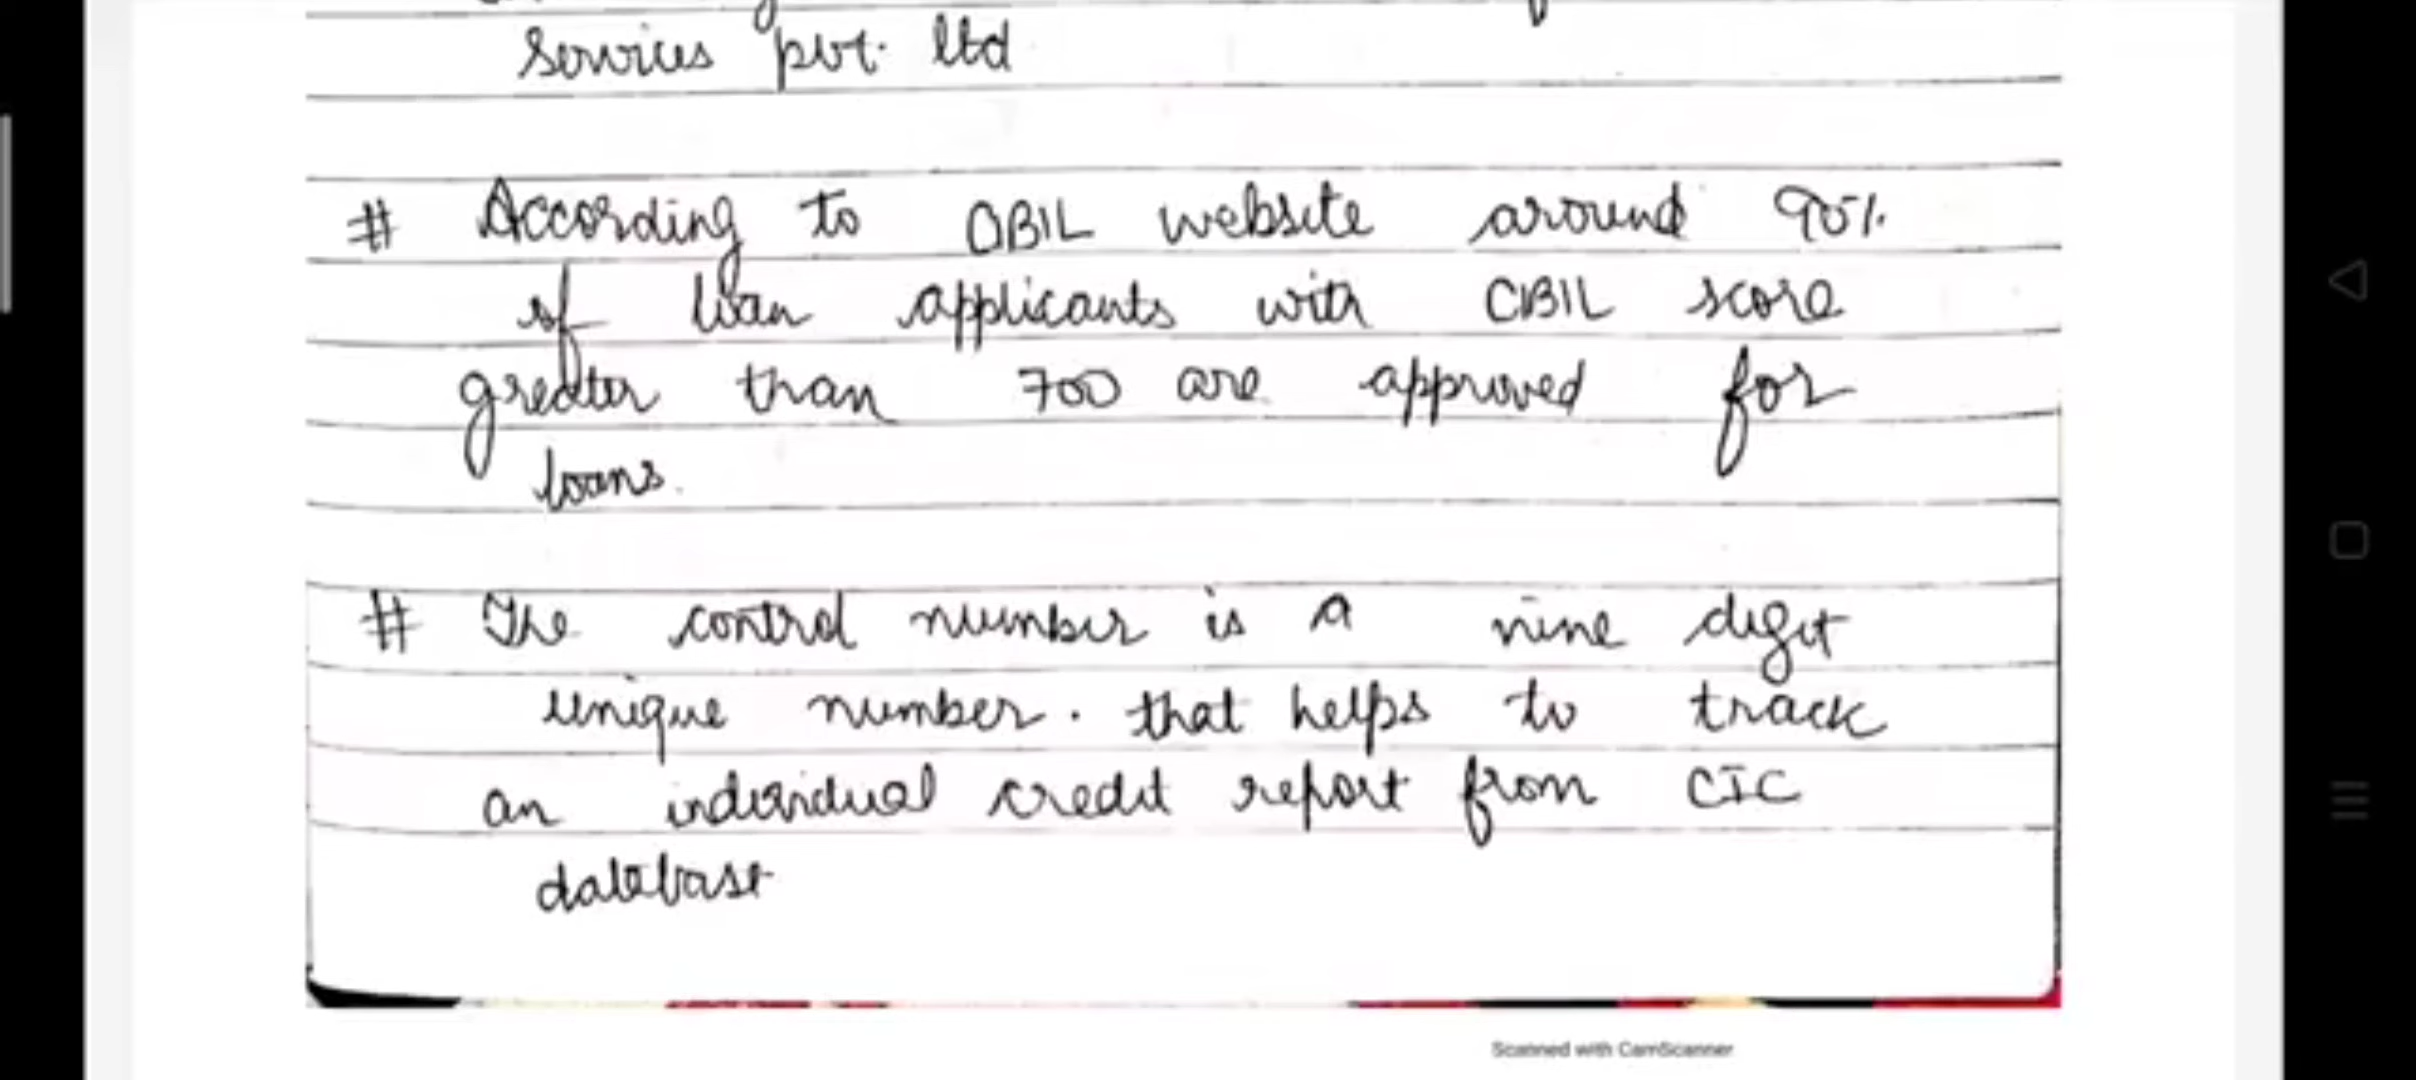 Services pvt. ltd
# According to CIBIL website around 90%
of loan applicants with CIBIL score
greater than 700 are approved for
loans.
# The control number is a nine digit
unique number. that helps to track
an individual credit report from CIC
database
Scanned with CamScanner